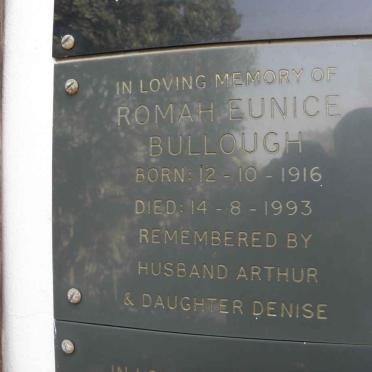 IN LOVING MEMORY OF
ROMAH EUNICE
BULLOUGH
BORN: 12 - 10 - 1916
DIED: 14 - 8 - 1993
REMEMBERED BY
HUSBAND ARTHUR
& DAUGHTER DENISE